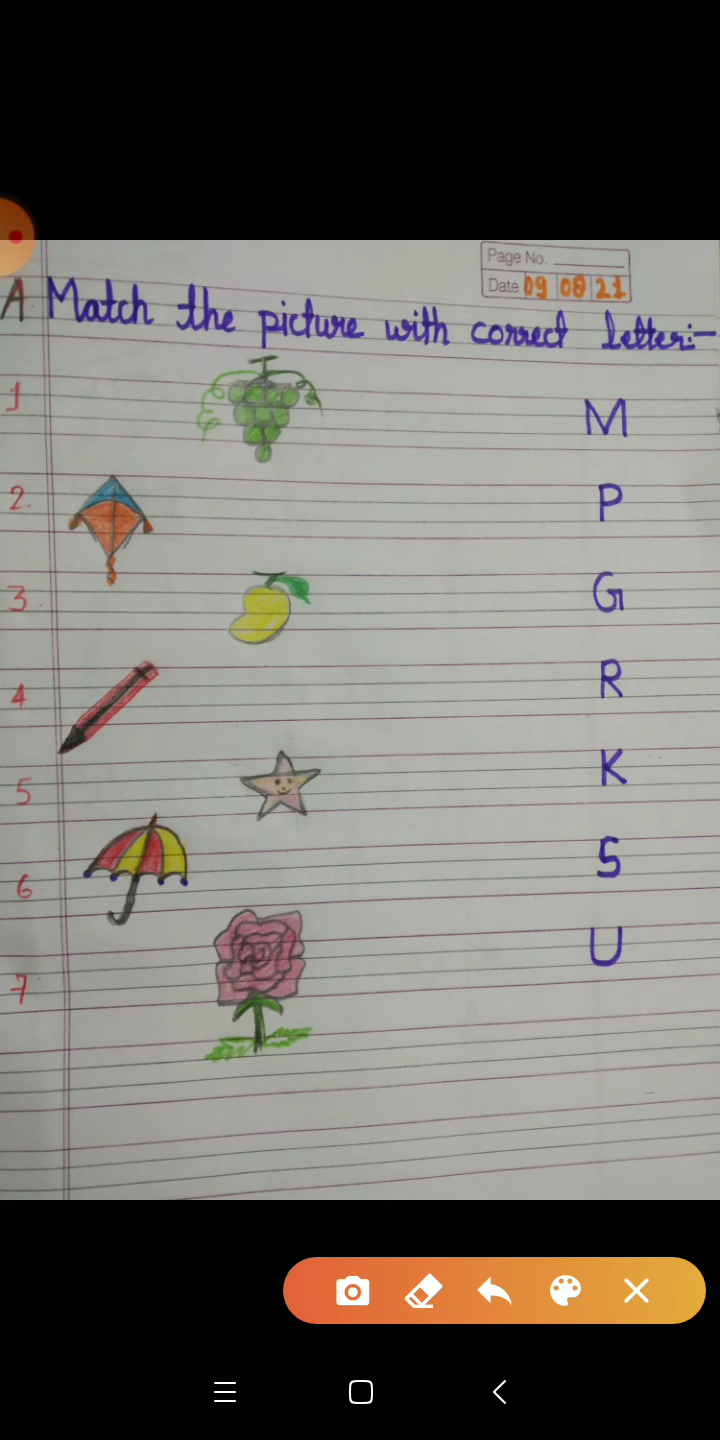 Page No.
Date 09 08 21
A Match the picture with correct letter:-
1 M
2. P
3. G
4 R
5 K
6 S
7 U